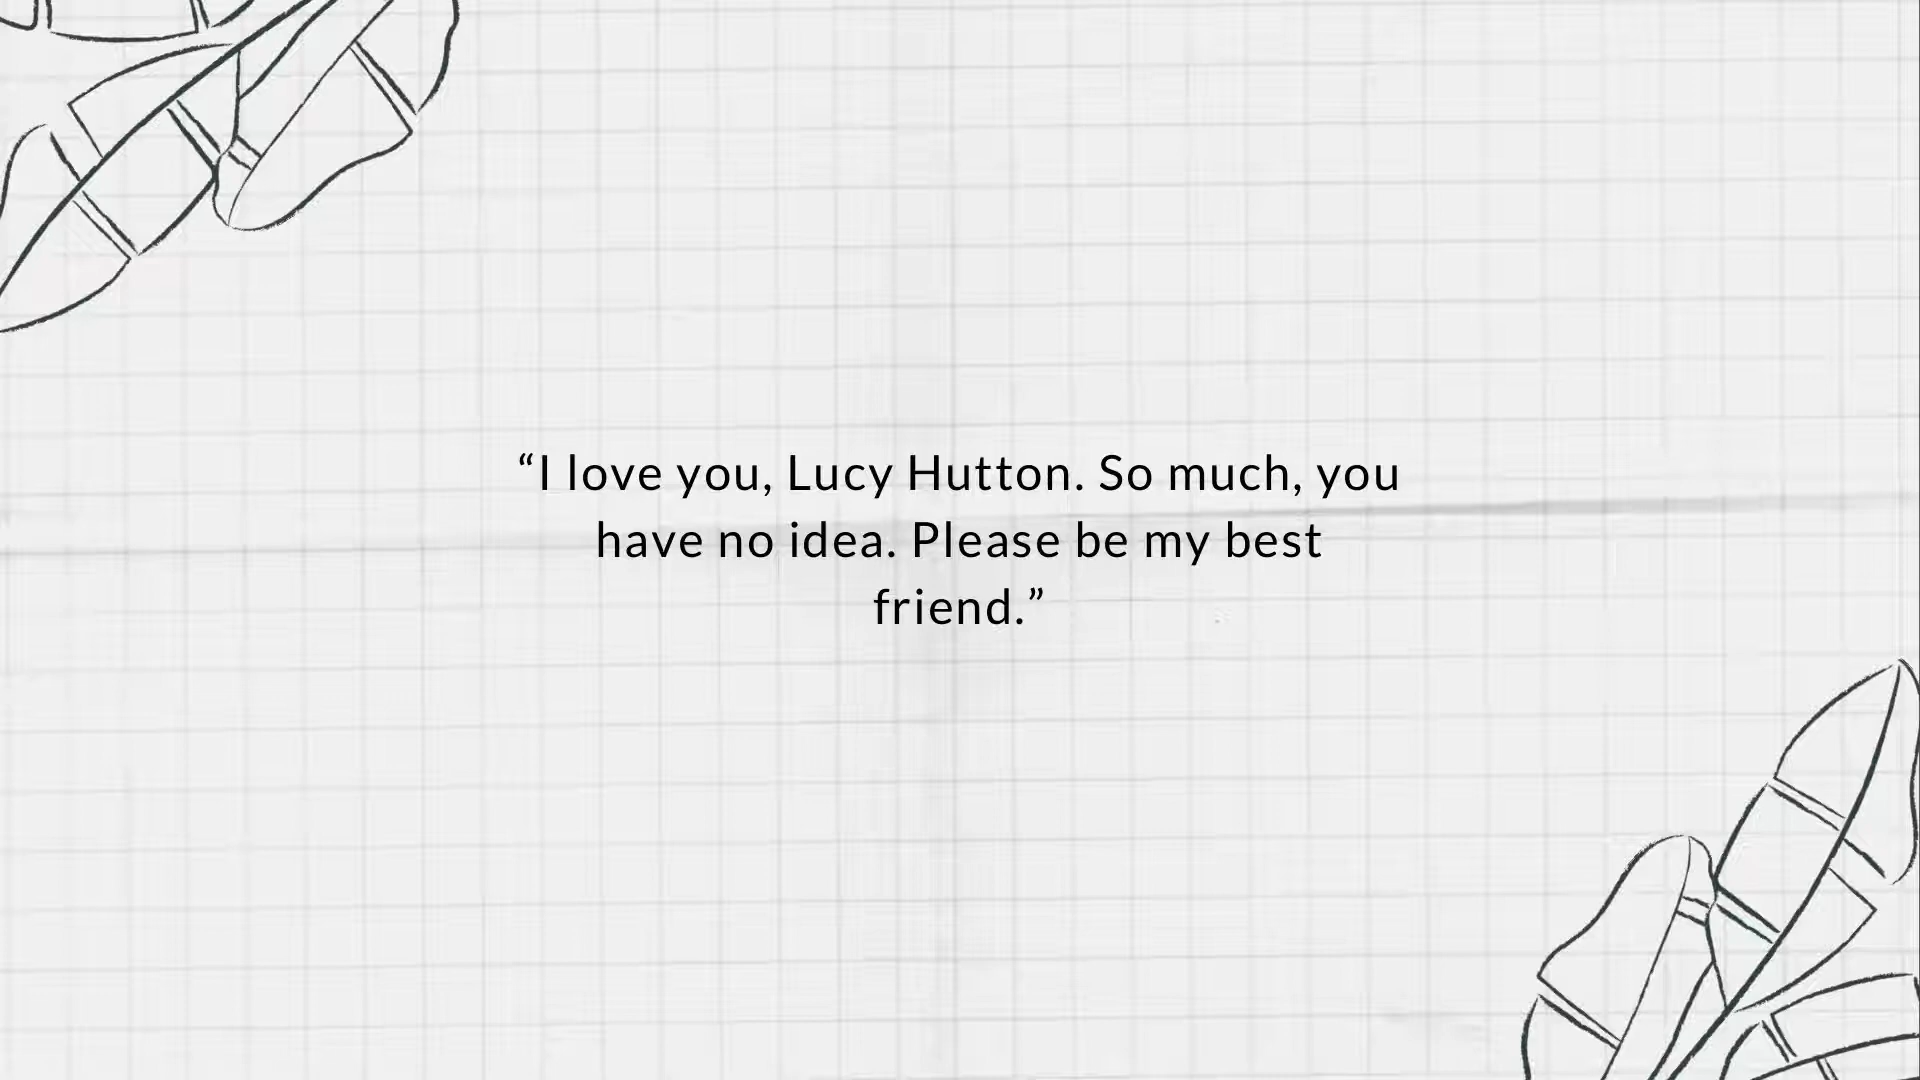 “I love you, Lucy Hutton. So much, you
have no idea. Please be my best
friend.”